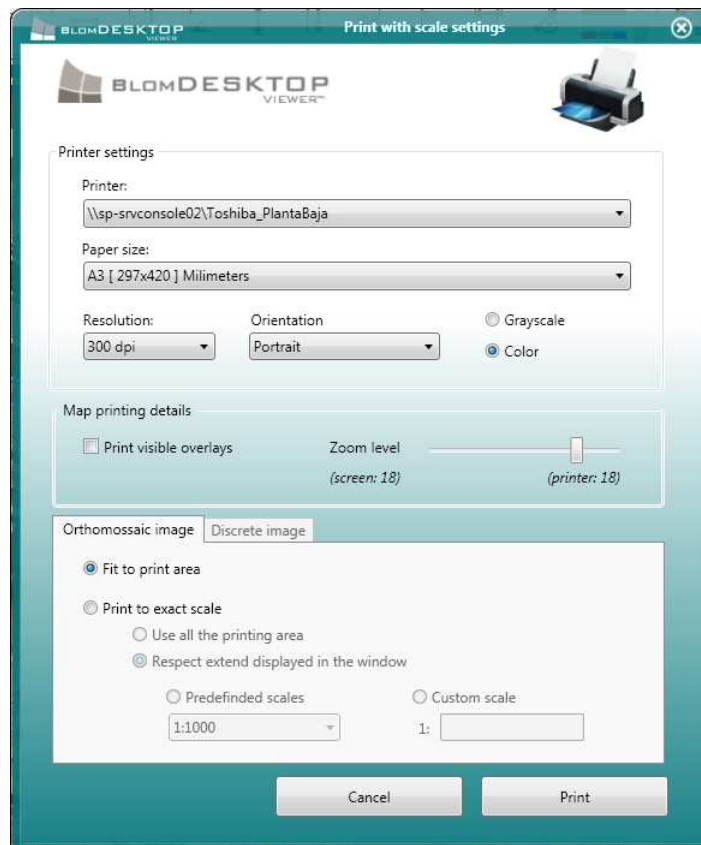 BLOMDESKTOP
VIEWER
Print with scale settings
BLOMDESKTOP
VIEWER™
Printer settings
Printer:
\\sp-srvconsole02\Toshiba_PlantaBaja
Paper size:
A3 [ 297x420 ] Milimeters
Resolution: Orientation Grayscale
300 dpi Portrait Color
Map printing details
Print visible overlays Zoom level
(screen: 18) (printer: 18)
Orthomossaic image Discrete image
Fit to print area
Print to exact scale
Use all the printing area
Respect extend displayed in the window
Predefinded scales Custom scale
1:1000 1:
Cancel Print